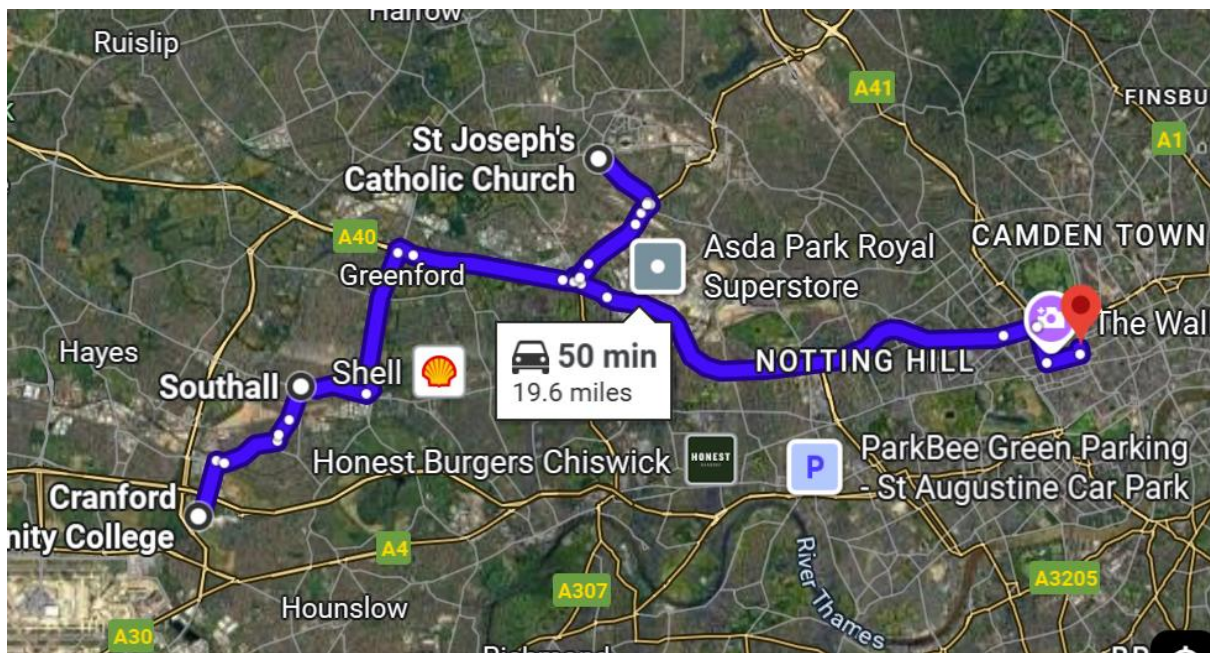 Harrow
Ruislip
A41
FINSBU
A1
St Joseph's
Catholic Church
A40
CAMDEN TOWN
Greenford
Asda Park Royal
Superstore
The Wal
Hayes
Shell
50 min
19.6 miles
NOTTING HILL
Southall
Honest Burgers Chiswick
HONEST
P
ParkBee Green Parking
- St Augustine Car Park
Cranford
nity College
A4
River Thames
A307
A3205
Hounslow
A30
Richmond